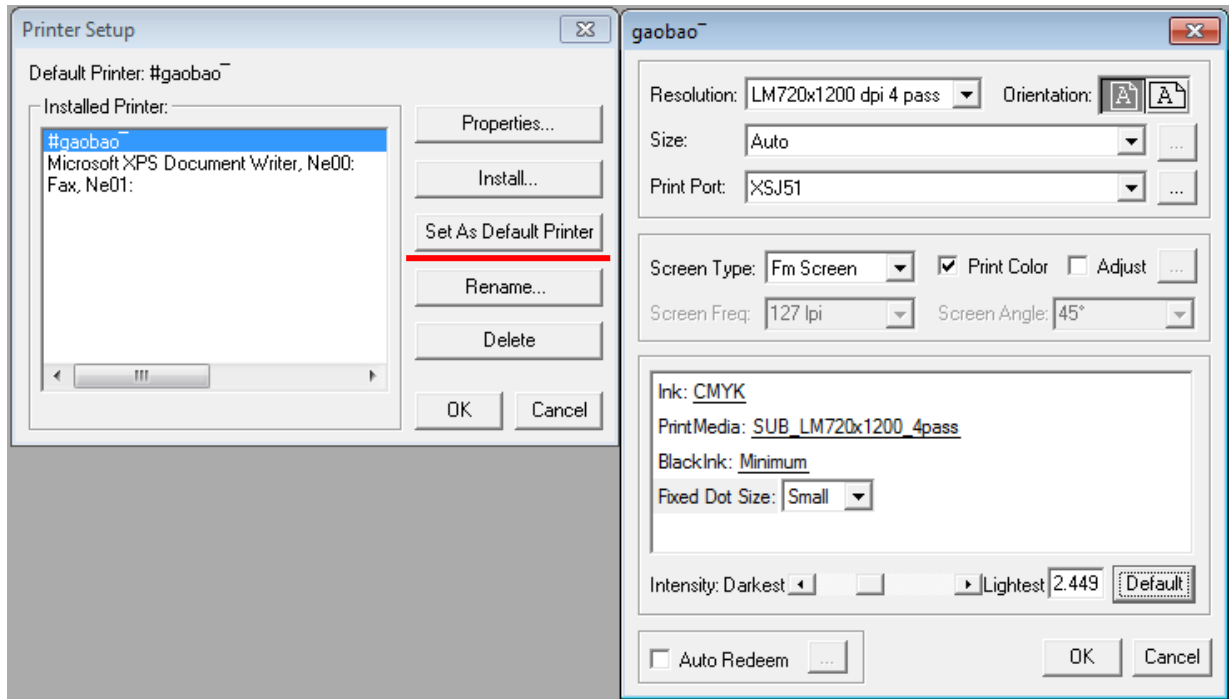 Printer Setup
Default Printer: #gaobao¯
Installed Printer:
#gaobao¯
Microsoft XPS Document Writer, Ne00:
Fax, Ne01:
Properties...
Install...
Set As Default Printer
Rename...
Delete
OK Cancel
gaobao¯
Resolution: LM720x1200 dpi 4 pass Orientation: A A
Size: Auto ...
Print Port: XSJ51 ...
Screen Type: Fm Screen Print Color Adjust ...
Screen Freq: 127 lpi Screen Angle: 45°
Ink: CMYK
PrintMedia: SUB_LM720x1200_4pass
BlackInk: Minimum
Fixed Dot Size: Small
Intensity: Darkest Lightest 2.449 Default
Auto Redeem ...
OK Cancel